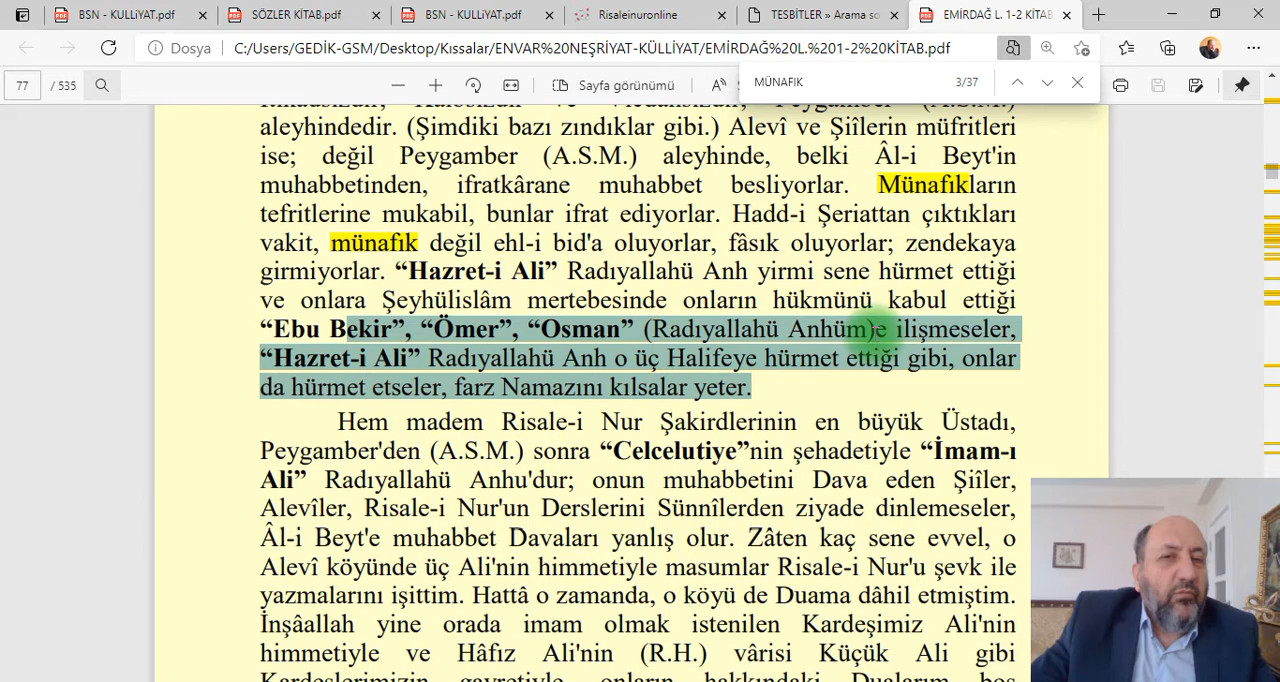 BSN - KULLiYAT.pdf
SÖZLER KİTAB.pdf
BSN - KULLiYAT.pdf
Risaleinuronline
TESBİTLER » Arama so
EMİRDAĞ L. 1-2 KİTAB
Dosya
C:/Users/GEDİK-GSM/Desktop/Kıssalar/ENVAR%20NEŞRİYAT-KÜLLİYAT/EMİRDAĞ%20L.%201-2%20KİTAB.pdf
77 / 535
Sayfa görünümü
MÜNAFIK 3/37
aleyhindedir. (Şimdiki bazı zındıklar gibi.) Alevî ve Şiîlerin müfritleri
ise; değil Peygamber (A.S.M.) aleyhinde, belki Âl-i Beyt'in
muhabbetinden, ifratkârane muhabbet besliyorlar. Münafıkların
tefritlerine mukabil, bunlar ifrat ediyorlar. Hadd-i Şeriattan çıktıkları
vakit, münafık değil ehl-i bid'a oluyorlar, fâsık oluyorlar; zendekaya
girmiyorlar. “Hazret-i Ali” Radıyallahü Anh yirmi sene hürmet ettiği
ve onlara Şeyhülislâm mertebesinde onların hükmünü kabul ettiği
“Ebu Bekir”, “Ömer”, “Osman” (Radıyallahü Anhüm)e ilişmeseler,
“Hazret-i Ali” Radıyallahü Anh o üç Halifeye hürmet ettiği gibi, onlar
da hürmet etseler, farz Namazını kılsalar yeter.
Hem madem Risale-i Nur Şakirdlerinin en büyük Üstadı,
Peygamber'den (A.S.M.) sonra “Celcelutiye”nin şehadetiyle “İmam-ı
Ali” Radıyallahü Anhu'dur; onun muhabbetini Dava eden Şiîler,
Alevîler, Risale-i Nur'un Derslerini Sünnîlerden ziyade dinlemeseler,
Âl-i Beyt'e muhabbet Davaları yanlış olur. Zâten kaç sene evvel, o
Alevî köyünde üç Ali'nin himmetiyle masumlar Risale-i Nur'u şevk ile
yazmalarını işittim. Hattâ o zamanda, o köyü de Duama dâhil etmiştim.
İnşâallah yine orada imam olmak istenilen Kardeşimiz Ali'nin
himmetiyle ve Hâfız Ali'nin (R.H.) vârisi Küçük Ali gibi